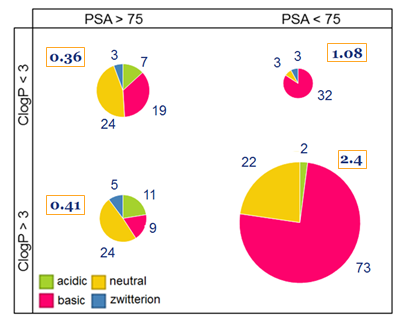 PSA > 75 PSA < 75
ClogP < 3
0.36 3 7 19 24
3 3 1.08 32
ClogP > 3
0.41 5 11 9 24
22 2 2.4 73
acidic neutral
basic zwitterion